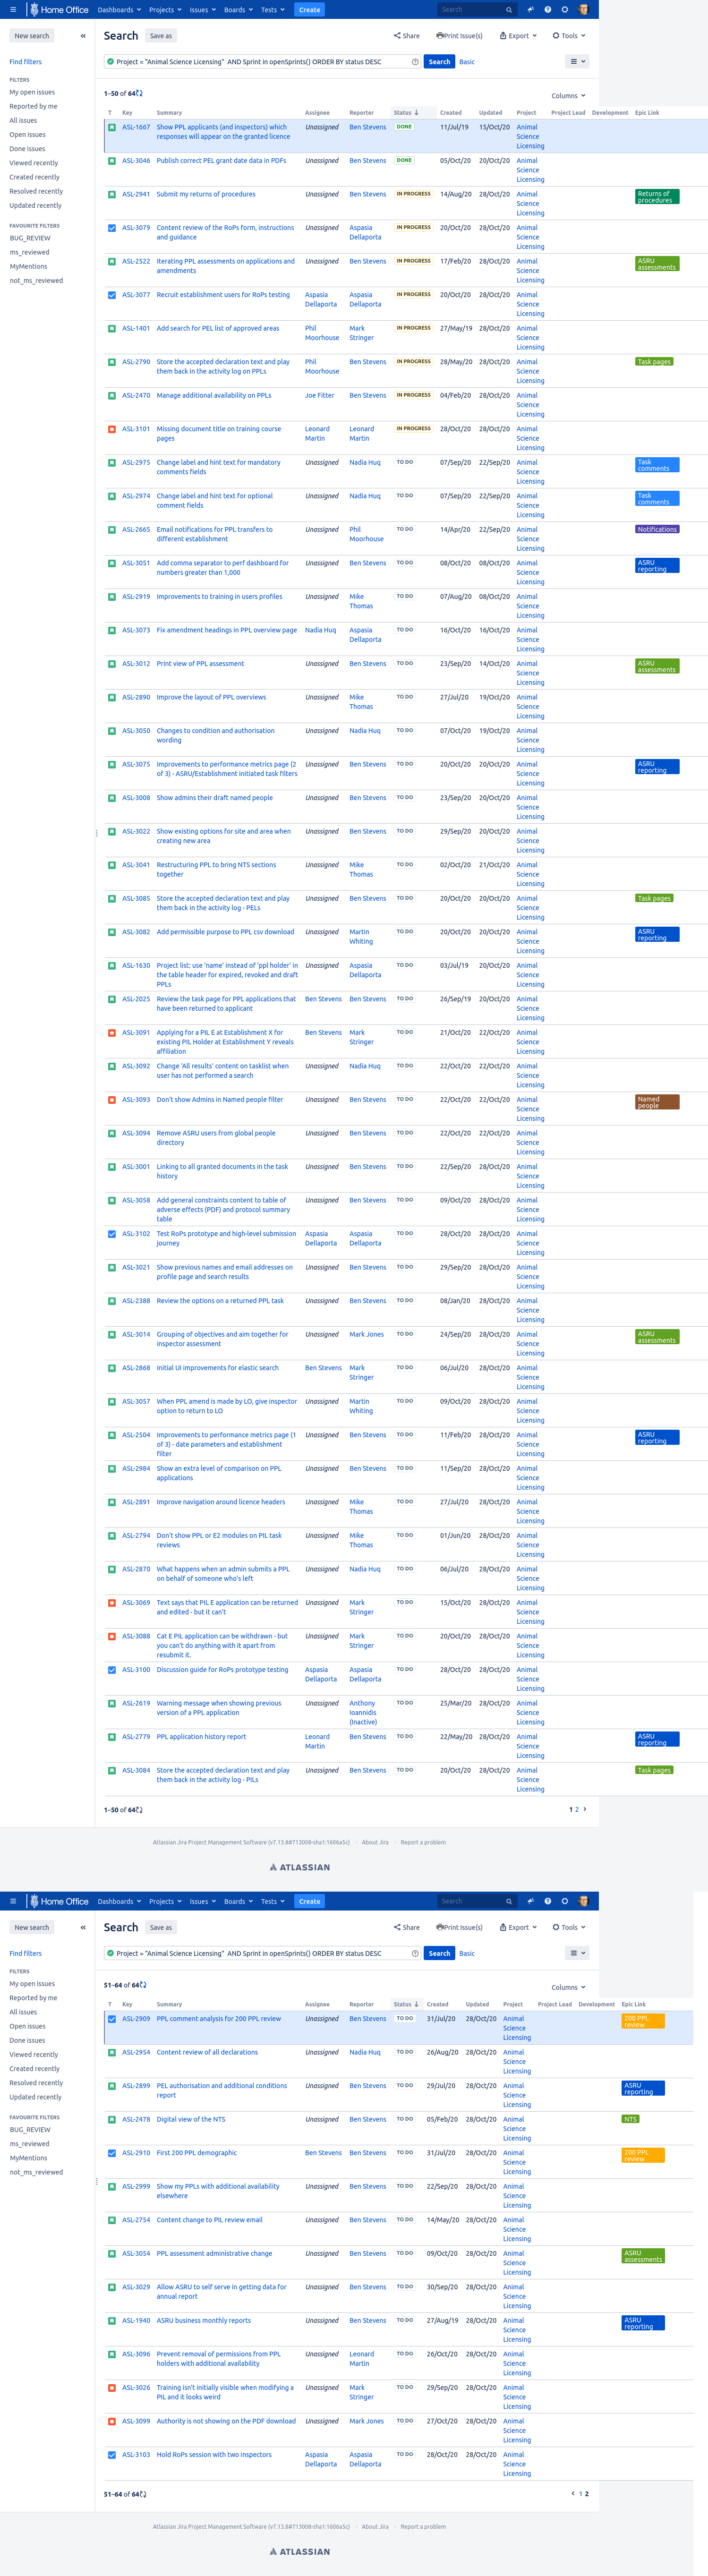 Home Office Dashboards Projects Issues Boards Tests Create Search
New search
Find filters
FILTERS
My open issues
Reported by me
All issues
Open issues
Done issues
Viewed recently
Created recently
Resolved recently
Updated recently
FAVOURITE FILTERS
BUG_REVIEW
ms_reviewed
MyMentions
not_ms_reviewed
Search Save as Share Print Issue(s) Export Tools
Project = "Animal Science Licensing" AND Sprint in openSprints() ORDER BY status DESC Search Basic
1–50 of 64 Columns
T Key Summary Assignee Reporter Status Created Updated Project Project Lead Development Epic Link
ASL-1667 Show PPL applicants (and inspectors) which Unassigned Ben Stevens DONE 11/Jul/19 15/Oct/20 Animal
responses will appear on the granted licence Science
Licensing
ASL-3046 Publish correct PEL grant date data in PDFs Unassigned Ben Stevens DONE 05/Oct/20 20/Oct/20 Animal
Science
Licensing
ASL-2941 Submit my returns of procedures Unassigned Ben Stevens IN PROGRESS 14/Aug/20 28/Oct/20 Animal Returns of
Science procedures
Licensing
ASL-3079 Content review of the RoPs form, instructions Unassigned Aspasia IN PROGRESS 20/Oct/20 28/Oct/20 Animal
and guidance Dellaporta Science
Licensing
ASL-2522 Iterating PPL assessments on applications and Unassigned Ben Stevens IN PROGRESS 17/Feb/20 28/Oct/20 Animal ASRU
amendments Science assessments
Licensing
ASL-3077 Recruit establishment users for RoPs testing Aspasia Aspasia IN PROGRESS 20/Oct/20 28/Oct/20 Animal
Dellaporta Dellaporta Science
Licensing
ASL-1401 Add search for PEL list of approved areas Phil Mark IN PROGRESS 27/May/19 28/Oct/20 Animal
Moorhouse Stringer Science
Licensing
ASL-2790 Store the accepted declaration text and play Phil Ben Stevens IN PROGRESS 28/May/20 28/Oct/20 Animal Task pages
them back in the activity log on PPLs Moorhouse Science
Licensing
ASL-2470 Manage additional availability on PPLs Joe Fitter Ben Stevens IN PROGRESS 04/Feb/20 28/Oct/20 Animal
Science
Licensing
ASL-3101 Missing document title on training course Leonard Leonard IN PROGRESS 28/Oct/20 28/Oct/20 Animal
pages Martin Martin Science
Licensing
ASL-2975 Change label and hint text for mandatory Unassigned Nadia Huq TO DO 07/Sep/20 22/Sep/20 Animal Task
comments fields Science comments
Licensing
ASL-2974 Change label and hint text for optional Unassigned Nadia Huq TO DO 07/Sep/20 22/Sep/20 Animal Task
comment fields Science comments
Licensing
ASL-2665 Email notifications for PPL transfers to Unassigned Phil TO DO 14/Apr/20 22/Sep/20 Animal Notifications
different establishment Moorhouse Science
Licensing
ASL-3051 Add comma separator to perf dashboard for Unassigned Ben Stevens TO DO 08/Oct/20 08/Oct/20 Animal ASRU
numbers greater than 1,000 Science reporting
Licensing
ASL-2919 Improvements to training in users profiles Unassigned Mike TO DO 07/Aug/20 08/Oct/20 Animal
Thomas Science
Licensing
ASL-3073 Fix amendment headings in PPL overview page Nadia Huq Aspasia TO DO 16/Oct/20 16/Oct/20 Animal
Dellaporta Science
Licensing
ASL-3012 Print view of PPL assessment Unassigned Ben Stevens TO DO 23/Sep/20 14/Oct/20 Animal ASRU
Science assessments
Licensing
ASL-2890 Improve the layout of PPL overviews Unassigned Mike TO DO 27/Jul/20 19/Oct/20 Animal
Thomas Science
Licensing
ASL-3050 Changes to condition and authorisation Unassigned Nadia Huq TO DO 07/Oct/20 19/Oct/20 Animal
wording Science
Licensing
ASL-3075 Improvements to performance metrics page (2 Unassigned Ben Stevens TO DO 20/Oct/20 20/Oct/20 Animal ASRU
of 3) - ASRU/Establishment initiated task filters Science reporting
Licensing
ASL-3008 Show admins their draft named people Unassigned Ben Stevens TO DO 23/Sep/20 20/Oct/20 Animal
Science
Licensing
ASL-3022 Show existing options for site and area when Unassigned Ben Stevens TO DO 29/Sep/20 20/Oct/20 Animal
creating new area Science
Licensing
ASL-3041 Restructuring PPL to bring NTS sections Unassigned Mike TO DO 02/Oct/20 21/Oct/20 Animal
together Thomas Science
Licensing
ASL-3085 Store the accepted declaration text and play Unassigned Ben Stevens TO DO 20/Oct/20 20/Oct/20 Animal Task pages
them back in the activity log - PELs Science
Licensing
ASL-3082 Add permissible purpose to PPL csv download Unassigned Martin TO DO 20/Oct/20 20/Oct/20 Animal ASRU
Whiting Science reporting
Licensing
ASL-1630 Project list: use 'name' instead of 'ppl holder' in Unassigned Aspasia TO DO 03/Jul/19 20/Oct/20 Animal
the table header for expired, revoked and draft Dellaporta Science
PPLs Licensing
ASL-2025 Review the task page for PPL applications that Ben Stevens Ben Stevens TO DO 26/Sep/19 20/Oct/20 Animal
have been returned to applicant Science
Licensing
ASL-3091 Applying for a PIL E at Establishment X for Ben Stevens Mark TO DO 21/Oct/20 22/Oct/20 Animal
existing PIL Holder at Establishment Y reveals Stringer Science
affiliation Licensing
ASL-3092 Change 'All results' content on tasklist when Unassigned Nadia Huq TO DO 22/Oct/20 22/Oct/20 Animal
user has not performed a search Science
Licensing
ASL-3093 Don't show Admins in Named people filter Unassigned Ben Stevens TO DO 22/Oct/20 22/Oct/20 Animal Named
Science people
Licensing
ASL-3094 Remove ASRU users from global people Unassigned Ben Stevens TO DO 22/Oct/20 22/Oct/20 Animal
directory Science
Licensing
ASL-3001 Linking to all granted documents in the task Unassigned Ben Stevens TO DO 22/Sep/20 28/Oct/20 Animal
history Science
Licensing
ASL-3058 Add general constraints content to table of Unassigned Ben Stevens TO DO 09/Oct/20 28/Oct/20 Animal
adverse effects (PDF) and protocol summary Science
table Licensing
ASL-3102 Test RoPs prototype and high-level submission Aspasia Aspasia TO DO 28/Oct/20 28/Oct/20 Animal
journey Dellaporta Dellaporta Science
Licensing
ASL-3021 Show previous names and email addresses on Unassigned Ben Stevens TO DO 29/Sep/20 28/Oct/20 Animal
profile page and search results Science
Licensing
ASL-2388 Review the options on a returned PPL task Unassigned Ben Stevens TO DO 08/Jan/20 28/Oct/20 Animal
Science
Licensing
ASL-3014 Grouping of objectives and aim together for Unassigned Mark Jones TO DO 24/Sep/20 28/Oct/20 Animal ASRU
inspector assessment Science assessments
Licensing
ASL-2868 Initial UI improvements for elastic search Ben Stevens Mark TO DO 06/Jul/20 28/Oct/20 Animal
Stringer Science
Licensing
ASL-3057 When PPL amend is made by LO, give inspector Unassigned Martin TO DO 09/Oct/20 28/Oct/20 Animal
option to return to LO Whiting Science
Licensing
ASL-2504 Improvements to performance metrics page (1 Unassigned Ben Stevens TO DO 11/Feb/20 28/Oct/20 Animal ASRU
of 3) - date parameters and establishment Science reporting
filter Licensing
ASL-2984 Show an extra level of comparison on PPL Unassigned Ben Stevens TO DO 11/Sep/20 28/Oct/20 Animal
applications Science
Licensing
ASL-2891 Improve navigation around licence headers Unassigned Mike TO DO 27/Jul/20 28/Oct/20 Animal
Thomas Science
Licensing
ASL-2794 Don't show PPL or E2 modules on PIL task Unassigned Mike TO DO 01/Jun/20 28/Oct/20 Animal
reviews Thomas Science
Licensing
ASL-2870 What happens when an admin submits a PPL Unassigned Nadia Huq TO DO 06/Jul/20 28/Oct/20 Animal
on behalf of someone who's left Science
Licensing
ASL-3069 Text says that PIL E application can be returned Unassigned Mark TO DO 15/Oct/20 28/Oct/20 Animal
and edited - but it can't Stringer Science
Licensing
ASL-3088 Cat E PIL application can be withdrawn - but Unassigned Mark TO DO 20/Oct/20 28/Oct/20 Animal
you can't do anything with it apart from Stringer Science
resubmit it. Licensing
ASL-3100 Discussion guide for RoPs prototype testing Aspasia Aspasia TO DO 28/Oct/20 28/Oct/20 Animal
Dellaporta Dellaporta Science
Licensing
ASL-2619 Warning message when showing previous Unassigned Anthony TO DO 25/Mar/20 28/Oct/20 Animal
version of a PPL application Ioannidis Science
(Inactive) Licensing
ASL-2779 PPL application history report Leonard Ben Stevens TO DO 22/May/20 28/Oct/20 Animal ASRU
Martin Science reporting
Licensing
ASL-3084 Store the accepted declaration text and play Unassigned Ben Stevens TO DO 20/Oct/20 28/Oct/20 Animal Task pages
them back in the activity log - PILs Science
Licensing
1–50 of 64 1 2
Atlassian Jira Project Management Software (v7.13.8#713008-sha1:1606a5c) · About Jira · Report a problem
ATLASSIAN
Home Office Dashboards Projects Issues Boards Tests Create Search
New search
Find filters
FILTERS
My open issues
Reported by me
All issues
Open issues
Done issues
Viewed recently
Created recently
Resolved recently
Updated recently
FAVOURITE FILTERS
BUG_REVIEW
ms_reviewed
MyMentions
not_ms_reviewed
Search Save as Share Print Issue(s) Export Tools
Project = "Animal Science Licensing" AND Sprint in openSprints() ORDER BY status DESC Search Basic
51–64 of 64 Columns
T Key Summary Assignee Reporter Status Created Updated Project Project Lead Development Epic Link
ASL-2909 PPL comment analysis for 200 PPL review Unassigned Ben Stevens TO DO 31/Jul/20 28/Oct/20 Animal 200 PPL
Science review
Licensing
ASL-2954 Content review of all declarations Unassigned Nadia Huq TO DO 26/Aug/20 28/Oct/20 Animal
Science
Licensing
ASL-2899 PEL authorisation and additional conditions Unassigned Ben Stevens TO DO 29/Jul/20 28/Oct/20 Animal ASRU
report Science reporting
Licensing
ASL-2478 Digital view of the NTS Unassigned Ben Stevens TO DO 05/Feb/20 28/Oct/20 Animal NTS
Science
Licensing
ASL-2910 First 200 PPL demographic Ben Stevens Ben Stevens TO DO 31/Jul/20 28/Oct/20 Animal 200 PPL
Science review
Licensing
ASL-2999 Show my PPLs with additional availability Unassigned Ben Stevens TO DO 22/Sep/20 28/Oct/20 Animal
elsewhere Science
Licensing
ASL-2754 Content change to PIL review email Unassigned Ben Stevens TO DO 14/May/20 28/Oct/20 Animal
Science
Licensing
ASL-3054 PPL assessment administrative change Unassigned Ben Stevens TO DO 09/Oct/20 28/Oct/20 Animal ASRU
Science assessments
Licensing
ASL-3029 Allow ASRU to self serve in getting data for Unassigned Ben Stevens TO DO 30/Sep/20 28/Oct/20 Animal
annual report Science
Licensing
ASL-1940 ASRU business monthly reports Unassigned Ben Stevens TO DO 27/Aug/19 28/Oct/20 Animal ASRU
Science reporting
Licensing
ASL-3096 Prevent removal of permissions from PPL Unassigned Leonard TO DO 26/Oct/20 28/Oct/20 Animal
holders with additional availability Martin Science
Licensing
ASL-3026 Training isn't initially visible when modifying a Unassigned Mark TO DO 29/Sep/20 28/Oct/20 Animal
PIL and it looks weird Stringer Science
Licensing
ASL-3099 Authority is not showing on the PDF download Unassigned Mark Jones TO DO 27/Oct/20 28/Oct/20 Animal
Science
Licensing
ASL-3103 Hold RoPs session with two inspectors Aspasia Aspasia TO DO 28/Oct/20 28/Oct/20 Animal
Dellaporta Dellaporta Science
Licensing
51–64 of 64 1 2
Atlassian Jira Project Management Software (v7.13.8#713008-sha1:1606a5c) · About Jira · Report a problem
ATLASSIAN